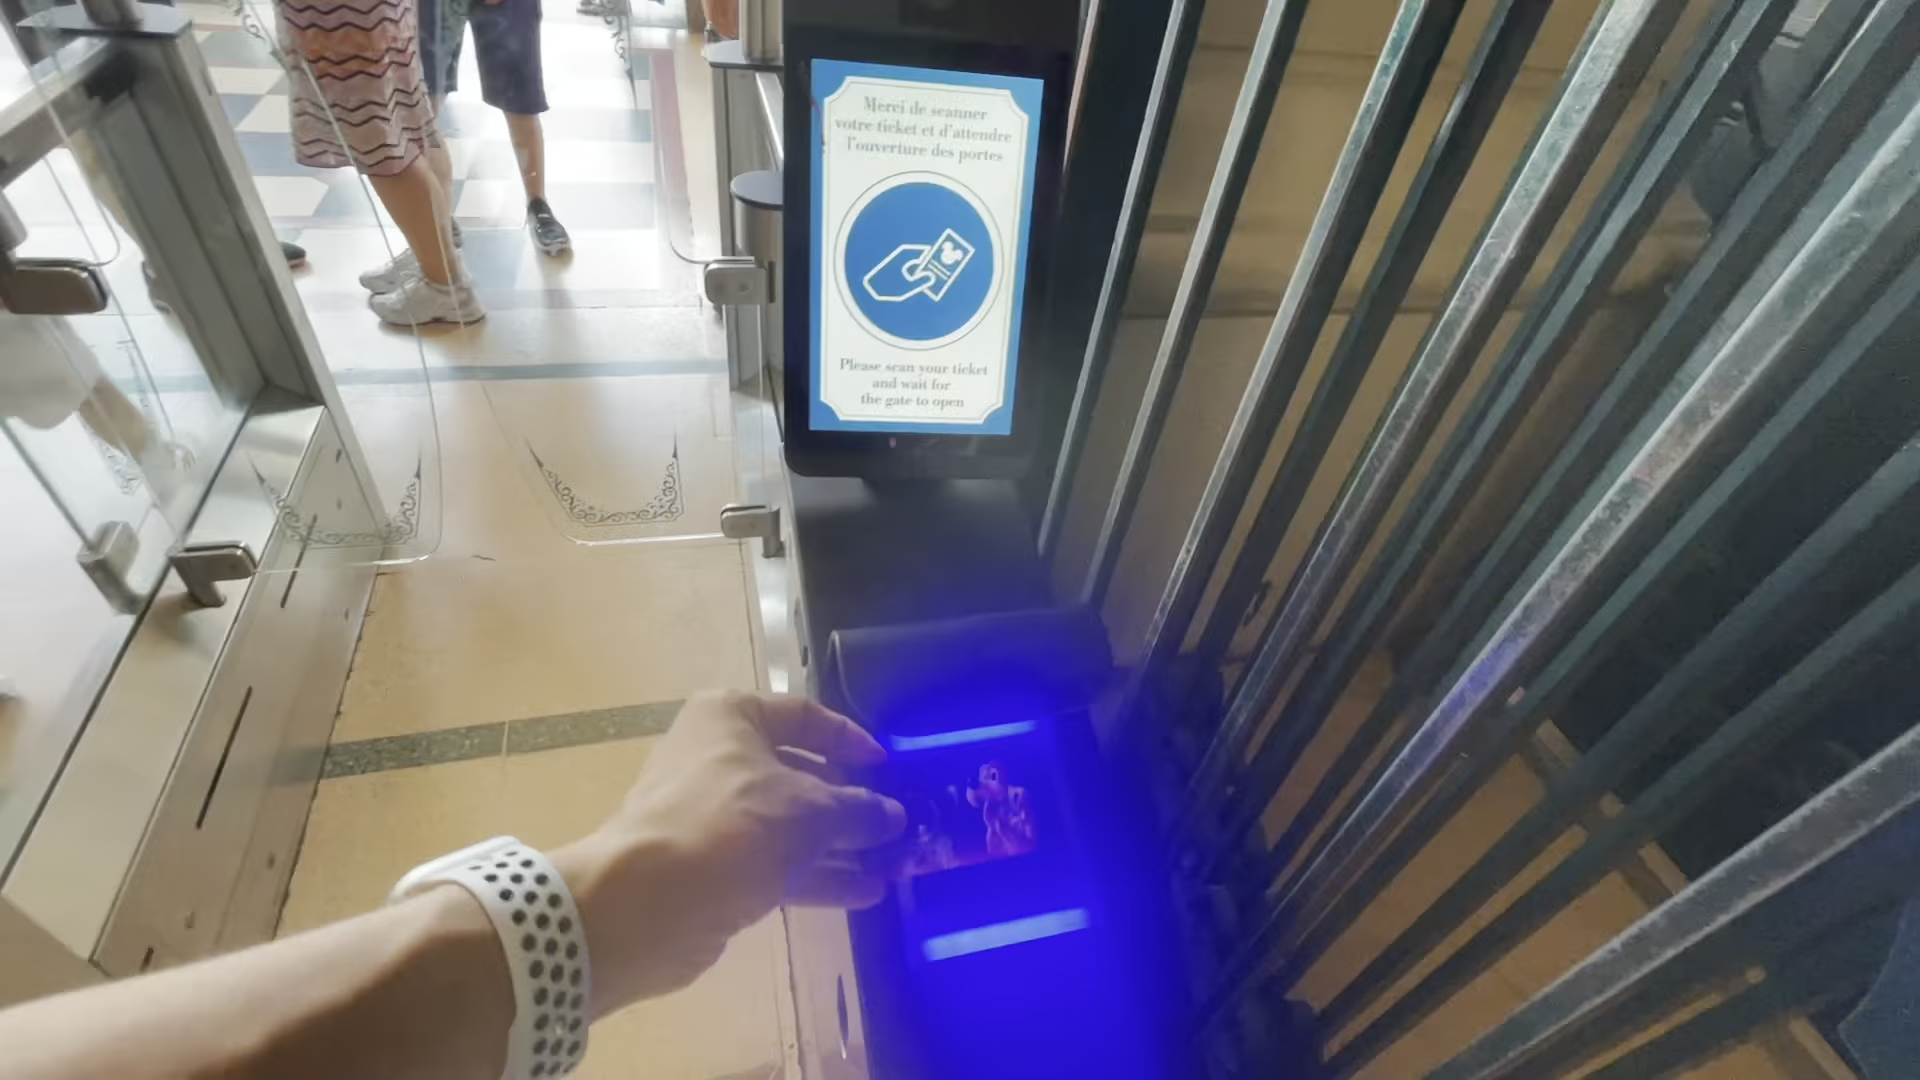 Merci de scanner
votre ticket et d'attendre
l'ouverture des portes
Please scan your ticket
and wait for
the gate to open